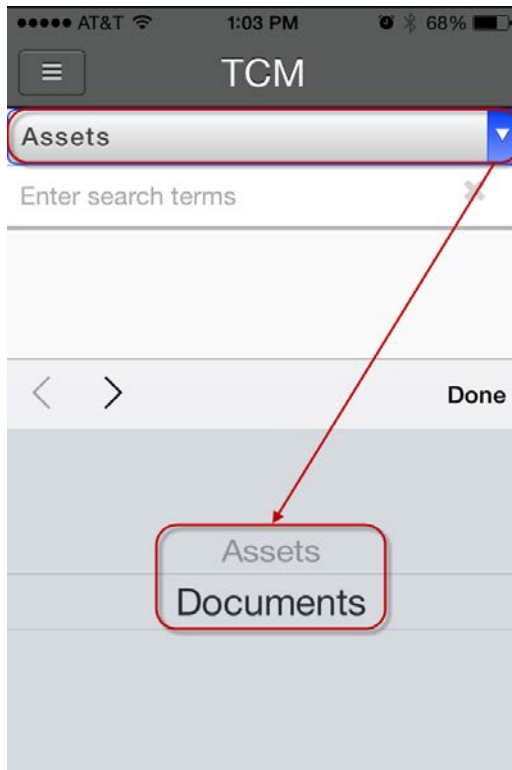 AT&T 1:03 PM 68%
TCM
Assets
Enter search terms
Done
Assets
Documents